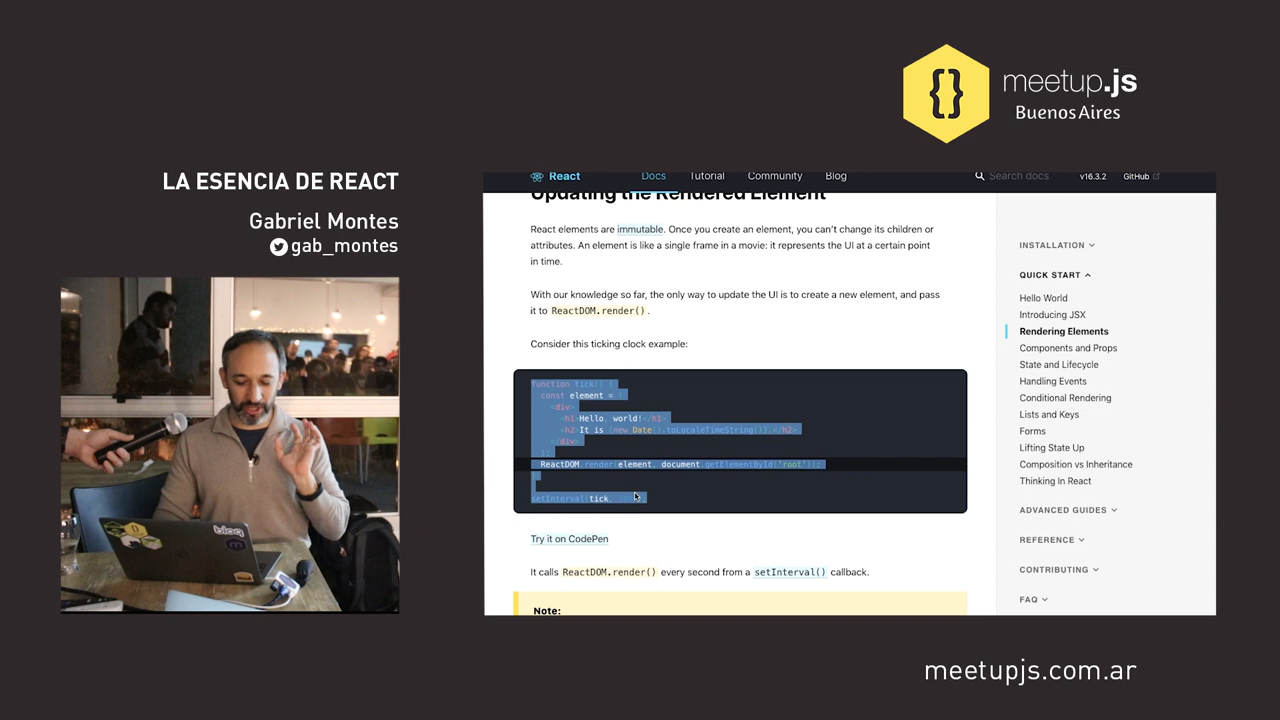 {}
meetup.js
Buenos Aires
LA ESENCIA DE REACT
Gabriel Montes
gab_montes
React
Docs
Tutorial
Community
Blog
Search docs
v16.3.2
GitHub
Updating the Rendered Element
React elements are immutable. Once you create an element, you can't change its children or
attributes. An element is like a single frame in a movie: it represents the UI at a certain point
in time.
With our knowledge so far, the only way to update the UI is to create a new element, and pass
it to ReactDOM.render().
Consider this ticking clock example:
function tick() {
const element = (
<div>
<h1>Hello, world!</h1>
<h2>It is {new Date().toLocaleTimeString()}.</h2>
</div>
);
ReactDOM.render(element, document.getElementById('root'));
}
setInterval(tick,
Try it on CodePen
It calls ReactDOM.render() every second from a setInterval() callback.
Note:
INSTALLATION
QUICK START
Hello World
Introducing JSX
Rendering Elements
Components and Props
State and Lifecycle
Handling Events
Conditional Rendering
Lists and Keys
Forms
Lifting State Up
Composition vs Inheritance
Thinking In React
ADVANCED GUIDES
REFERENCE
CONTRIBUTING
FAQ
bloq
meetupjs.com.ar